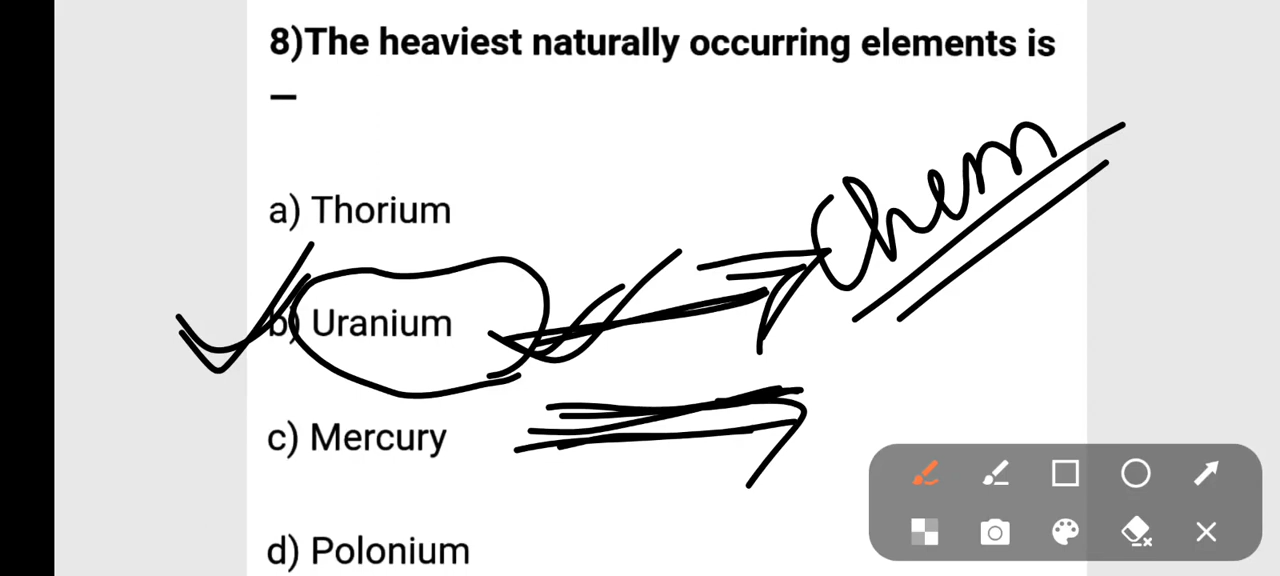 8)The heaviest naturally occurring elements is
—
a) Thorium
b) Uranium
Chem
c) Mercury
d) Polonium